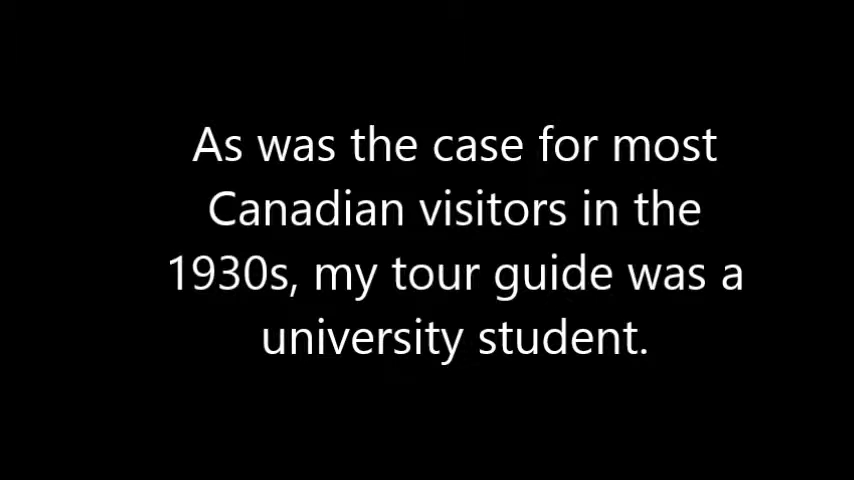 As was the case for most
Canadian visitors in the
1930s, my tour guide was a
university student.